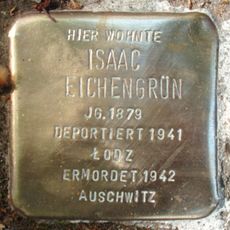 HIER WOHNTE
ISAAC
EICHENGRÜN
JG. 1879
DEPORTIERT 1941
ŁODZ
ERMORDET 1942
AUSCHWITZ